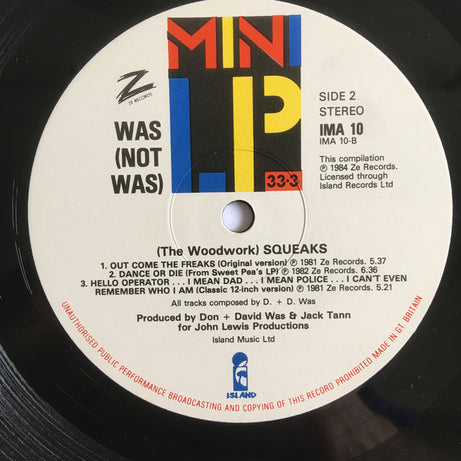 MINI
LP
33·3
Z
ZE RECORDS
WAS
(NOT
WAS)
SIDE 2
STEREO
IMA 10
IMA 10-B
This compilation
℗ 1984 Ze Records.
Licensed through
Island Records Ltd
(The Woodwork) SQUEAKS
1. OUT COME THE FREAKS (Original version) ℗ 1981 Ze Records. 5.37
2. DANCE OR DIE (From Sweet Pea's LP) ℗ 1982 Ze Records. 6.36
3. HELLO OPERATOR . . . I MEAN DAD . . . I MEAN POLICE . . . I CAN'T EVEN
REMEMBER WHO I AM (Classic 12-inch version) ℗ 1981 Ze Records. 5.21
All tracks composed by D. + D. Was
Produced by Don + David Was & Jack Tann
for John Lewis Productions
Island Music Ltd
ISLAND
UNAUTHORISED PUBLIC PERFORMANCE BROADCASTING AND COPYING OF THIS RECORD PROHIBITED MADE IN GT. BRITAIN